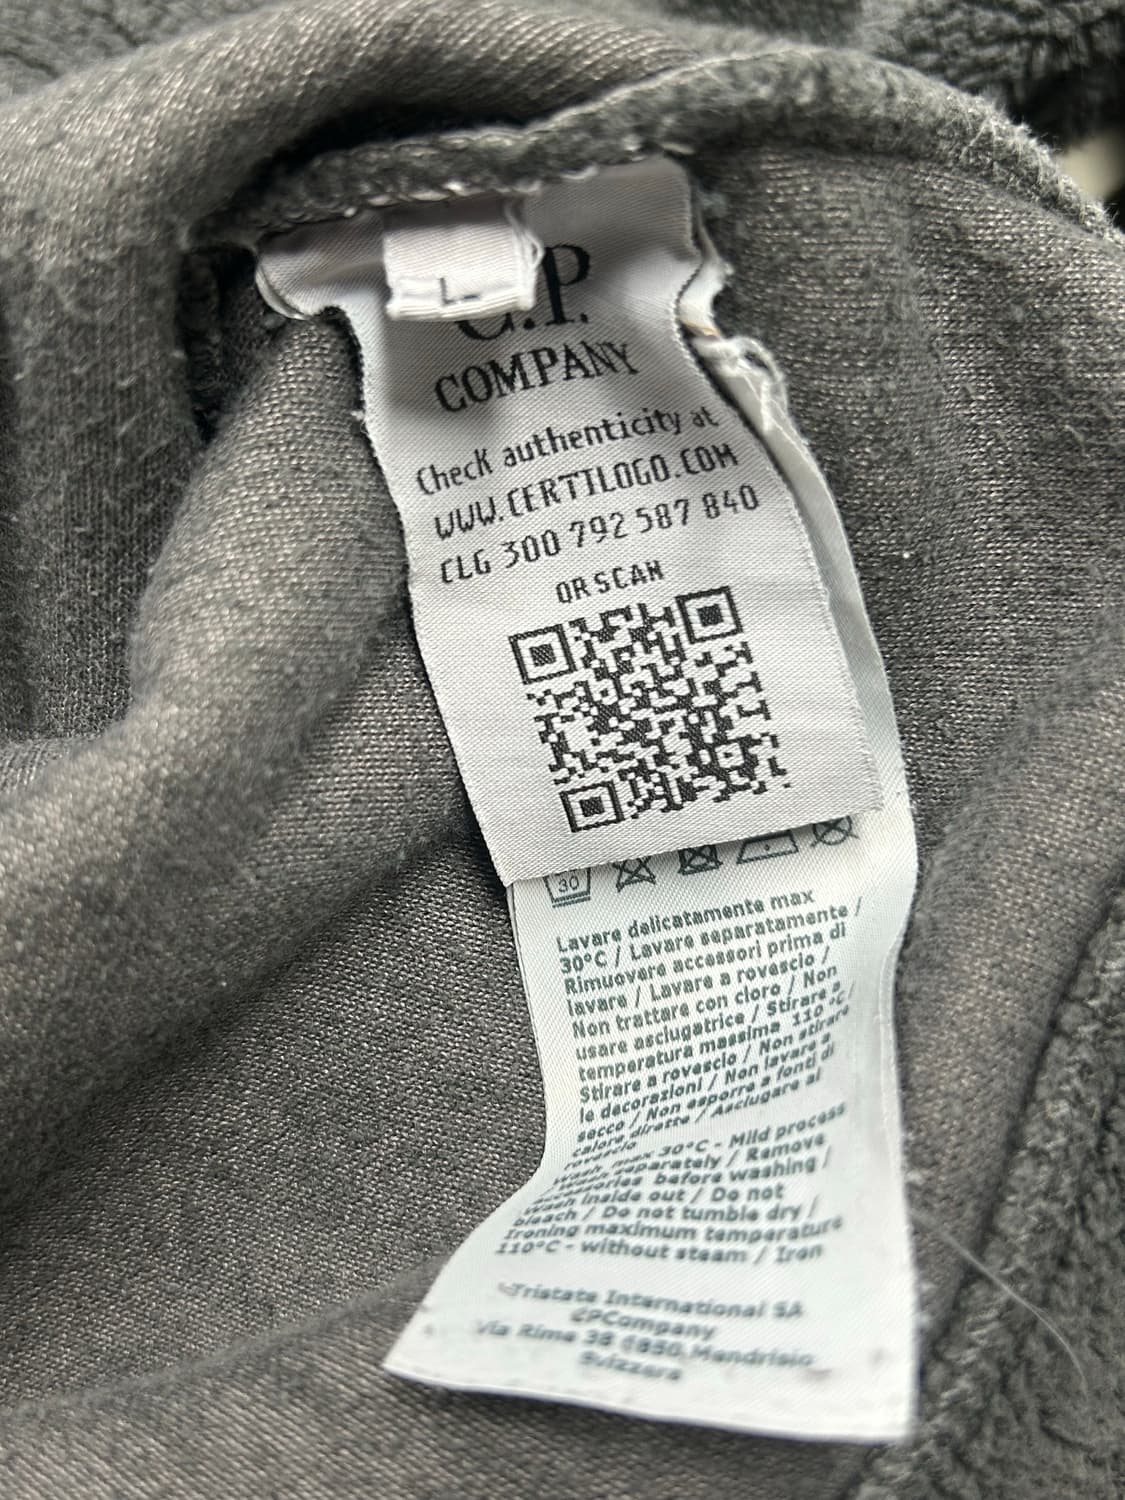 L
C.P.
COMPANY
Check authenticity at
WWW.CERTILOGO.COM
CLG 300 792 587 840
OR SCAN
30
Lavare delicatamente max
30°C / Lavare separatamente /
Rimuovere accessori prima di
lavare / Lavare a rovescio /
Non trattare con cloro / Non
usare asciugatrice / Stirare a
temperatura massima 110 °C /
Stirare a rovescio / Non stirare
le decorazioni / Non lavare a
secco / Non esporre a fonti di
calore dirette / Asciugare al
rovescio
Wash max 30°C - Mild process
/ Wash separately / Remove
accessories before washing /
Wash inside out / Do not
bleach / Do not tumble dry /
Ironing maximum temperature
110°C - without steam / Iron
Tristate International SA
CPCompany
Via Rime 38 6850 Mendrisio
Svizzera